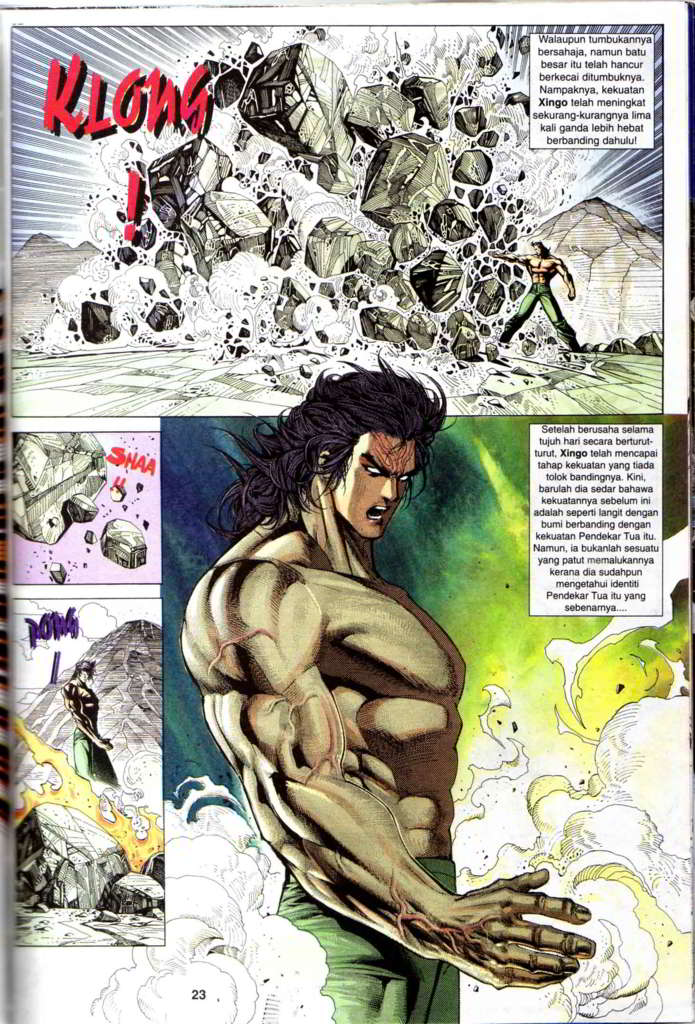 KLONG
!
Walaupun tumbukannya
bersahaja, namun batu
besar itu telah hancur
berkecai ditumbuknya.
Nampaknya, kekuatan
Xingo telah meningkat
sekurang-kurangnya lima
kali ganda lebih hebat
berbanding dahulu!
SNAA
!!
PONG
!
Setelah berusaha selama
tujuh hari secara berturut-
turut, Xingo telah mencapai
tahap kekuatan yang tiada
tolok bandingnya. Kini,
barulah dia sedar bahawa
kekuatannya sebelum ini
adalah seperti langit dengan
bumi berbanding dengan
kekuatan Pendekar Tua itu.
Namun, ia bukanlah sesuatu
yang patut memalukannya
kerana dia sudahpun
mengetahui identiti
Pendekar Tua itu yang
sebenarnya....
23